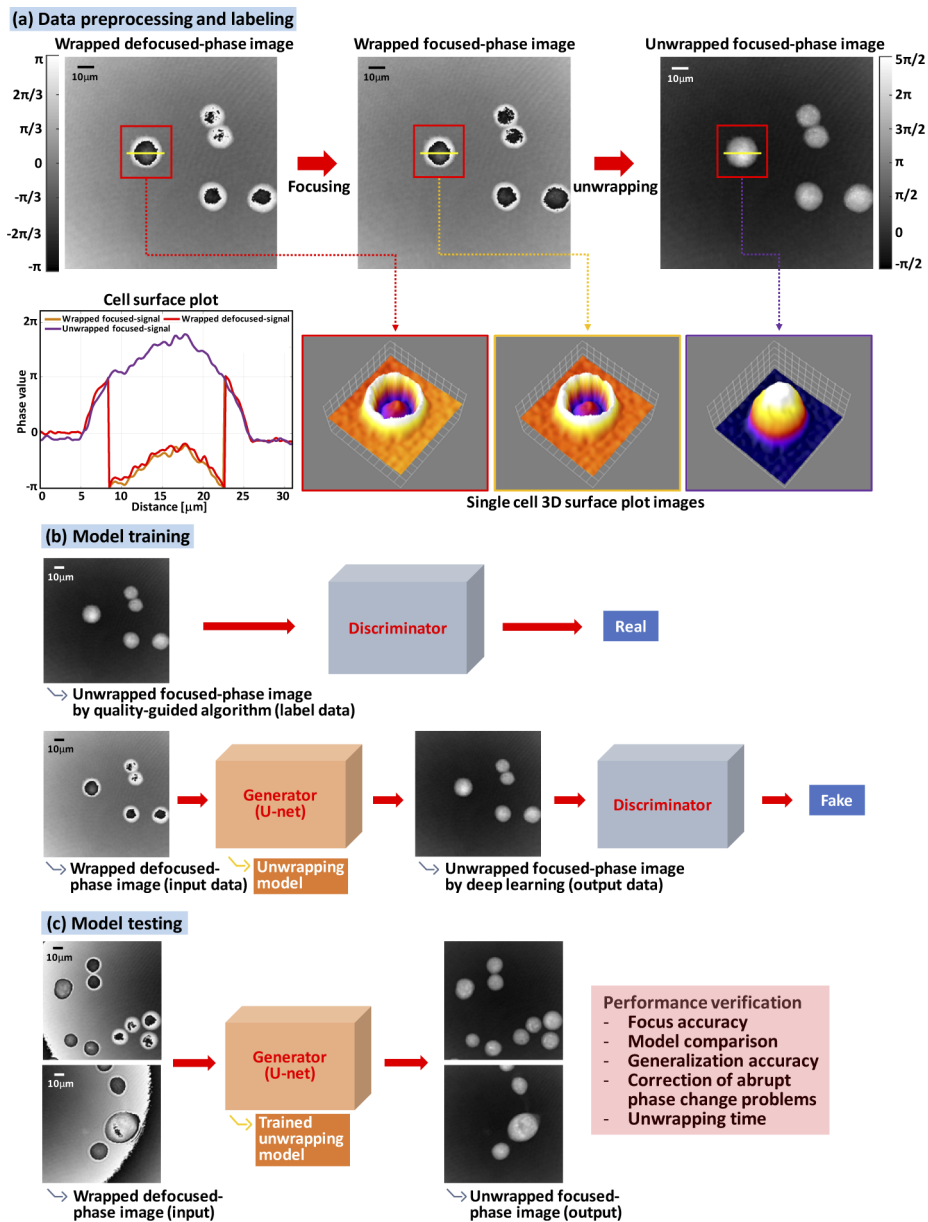 (a) Data preprocessing and labeling
Wrapped defocused-phase image
Wrapped focused-phase image
Unwrapped focused-phase image
π
2π/3
π/3
0
-π/3
-2π/3
-π
10μm
Focusing
10μm
unwrapping
10μm
5π/2
2π
3π/2
π
π/2
0
-π/2
Cell surface plot
Wrapped focused-signal
Wrapped defocused-signal
Unwrapped focused-signal
Phase value
2π
π
0
-π
0 5 10 15 20 25 30
Distance [μm]
Single cell 3D surface plot images
(b) Model training
10μm
Discriminator
Real
Unwrapped focused-phase image
by quality-guided algorithm (label data)
10μm
Generator
(U-net)
Discriminator
Fake
Wrapped defocused-
phase image (input data)
Unwrapping
model
Unwrapped focused-phase image
by deep learning (output data)
(c) Model testing
10μm
10μm
Generator
(U-net)
Trained
unwrapping
model
Performance verification
- Focus accuracy
- Model comparison
- Generalization accuracy
- Correction of abrupt
phase change problems
- Unwrapping time
Wrapped defocused-
phase image (input)
Unwrapped focused-
phase image (output)